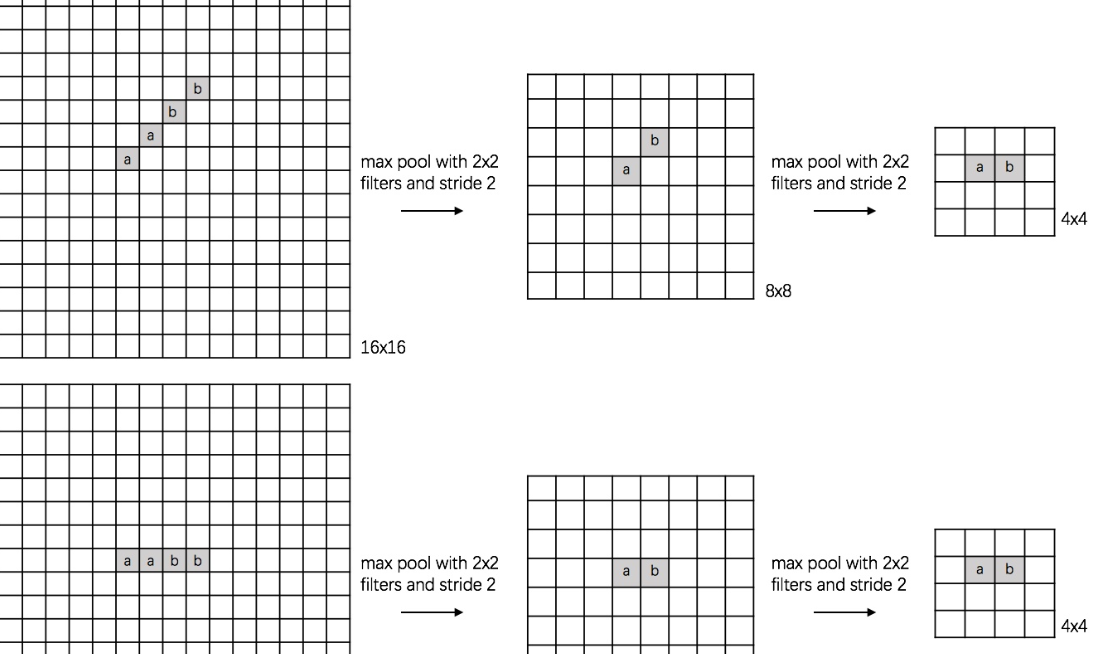 b
b
a
a
max pool with 2x2
filters and stride 2
16x16
b
a
8x8
max pool with 2x2
filters and stride 2
a b
4x4
a a b b
max pool with 2x2
filters and stride 2
a b
max pool with 2x2
filters and stride 2
a b
4x4